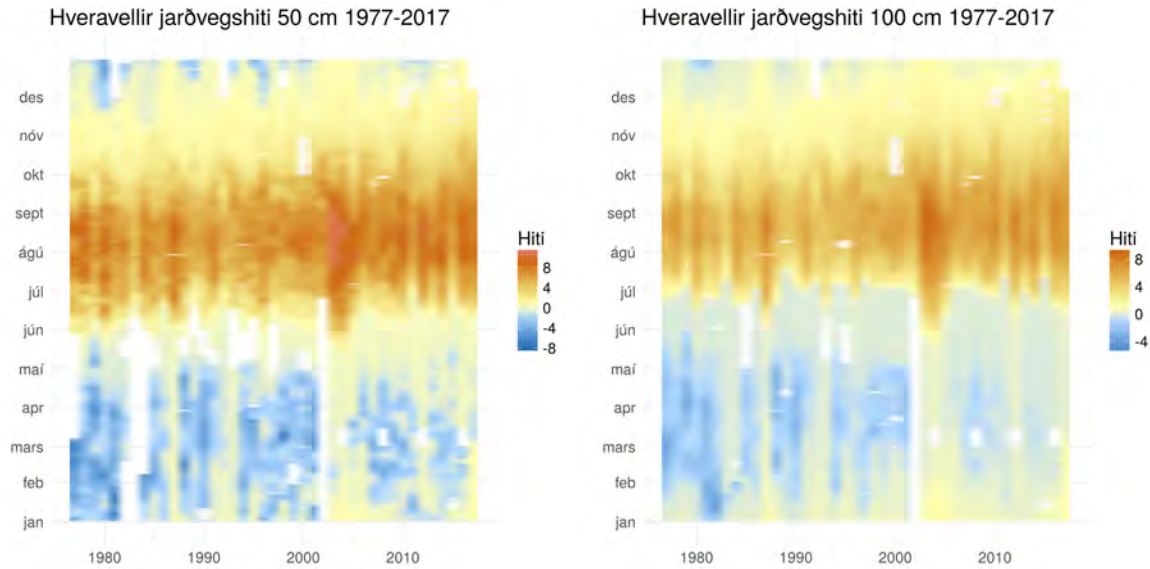 Hveravellir jarðvegshiti 50 cm 1977-2017
des
nóv
okt
sept
ágú
júl
jún
maí
apr
mars
feb
jan
1980 1990 2000 2010
Hiti
8
4
0
-4
-8
Hveravellir jarðvegshiti 100 cm 1977-2017
des
nóv
okt
sept
ágú
júl
jún
maí
apr
mars
feb
jan
1980 1990 2000 2010
Hiti
8
4
0
-4